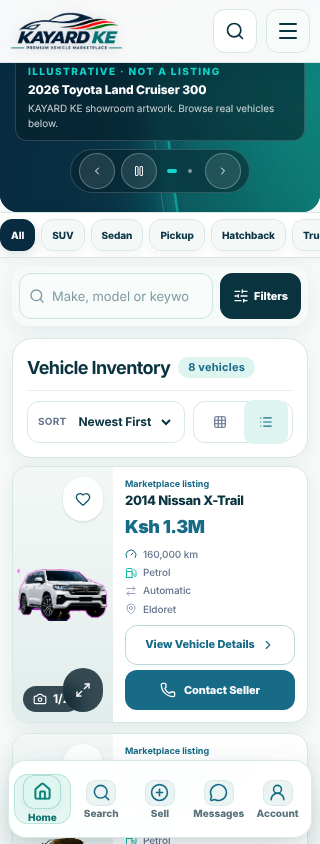 KAYARD KE
PREMIUM VEHICLE MARKETPLACE
ILLUSTRATIVE · NOT A LISTING
2026 Toyota Land Cruiser 300
KAYARD KE showroom artwork. Browse real vehicles
below.
All SUV Sedan Pickup Hatchback Tru
Make, model or keywo
Filters
Vehicle Inventory 8 vehicles
SORT Newest First
Marketplace listing
2014 Nissan X-Trail
Ksh 1.3M
160,000 km
Petrol
Automatic
Eldoret
1/
View Vehicle Details
Contact Seller
Marketplace listing
Home Search Sell Messages Account
Petrol